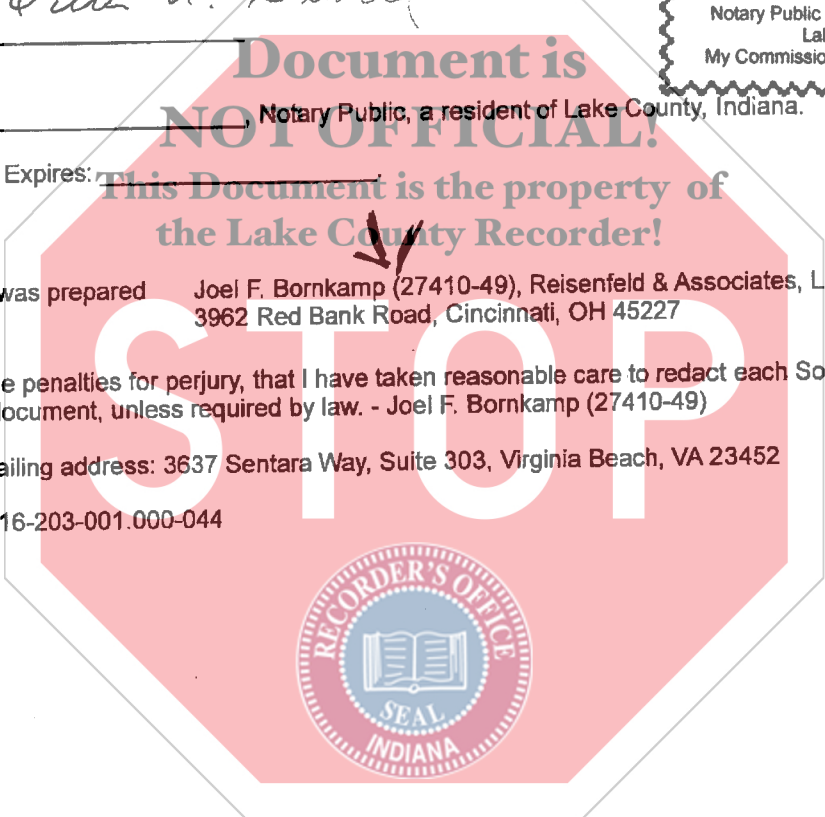 Notary Public
My Commissio
Document is
, Notary Public, a resident of Lake County, Indiana.
NOT OFFICIAL!
Expires:
This Document is the property of
the Lake County Recorder!
was prepared Joel F. Bornkamp (27410-49), Reisenfeld & Associates, L
3962 Red Bank Road, Cincinnati, OH 45227
STOP
e penalties for perjury, that I have taken reasonable care to redact each So
ocument, unless required by law. - Joel F. Bornkamp (27410-49)
ailing address: 3637 Sentara Way, Suite 303, Virginia Beach, VA 23452
16-203-001.000-044
RECORDER'S OFFICE
SEAL
INDIANA